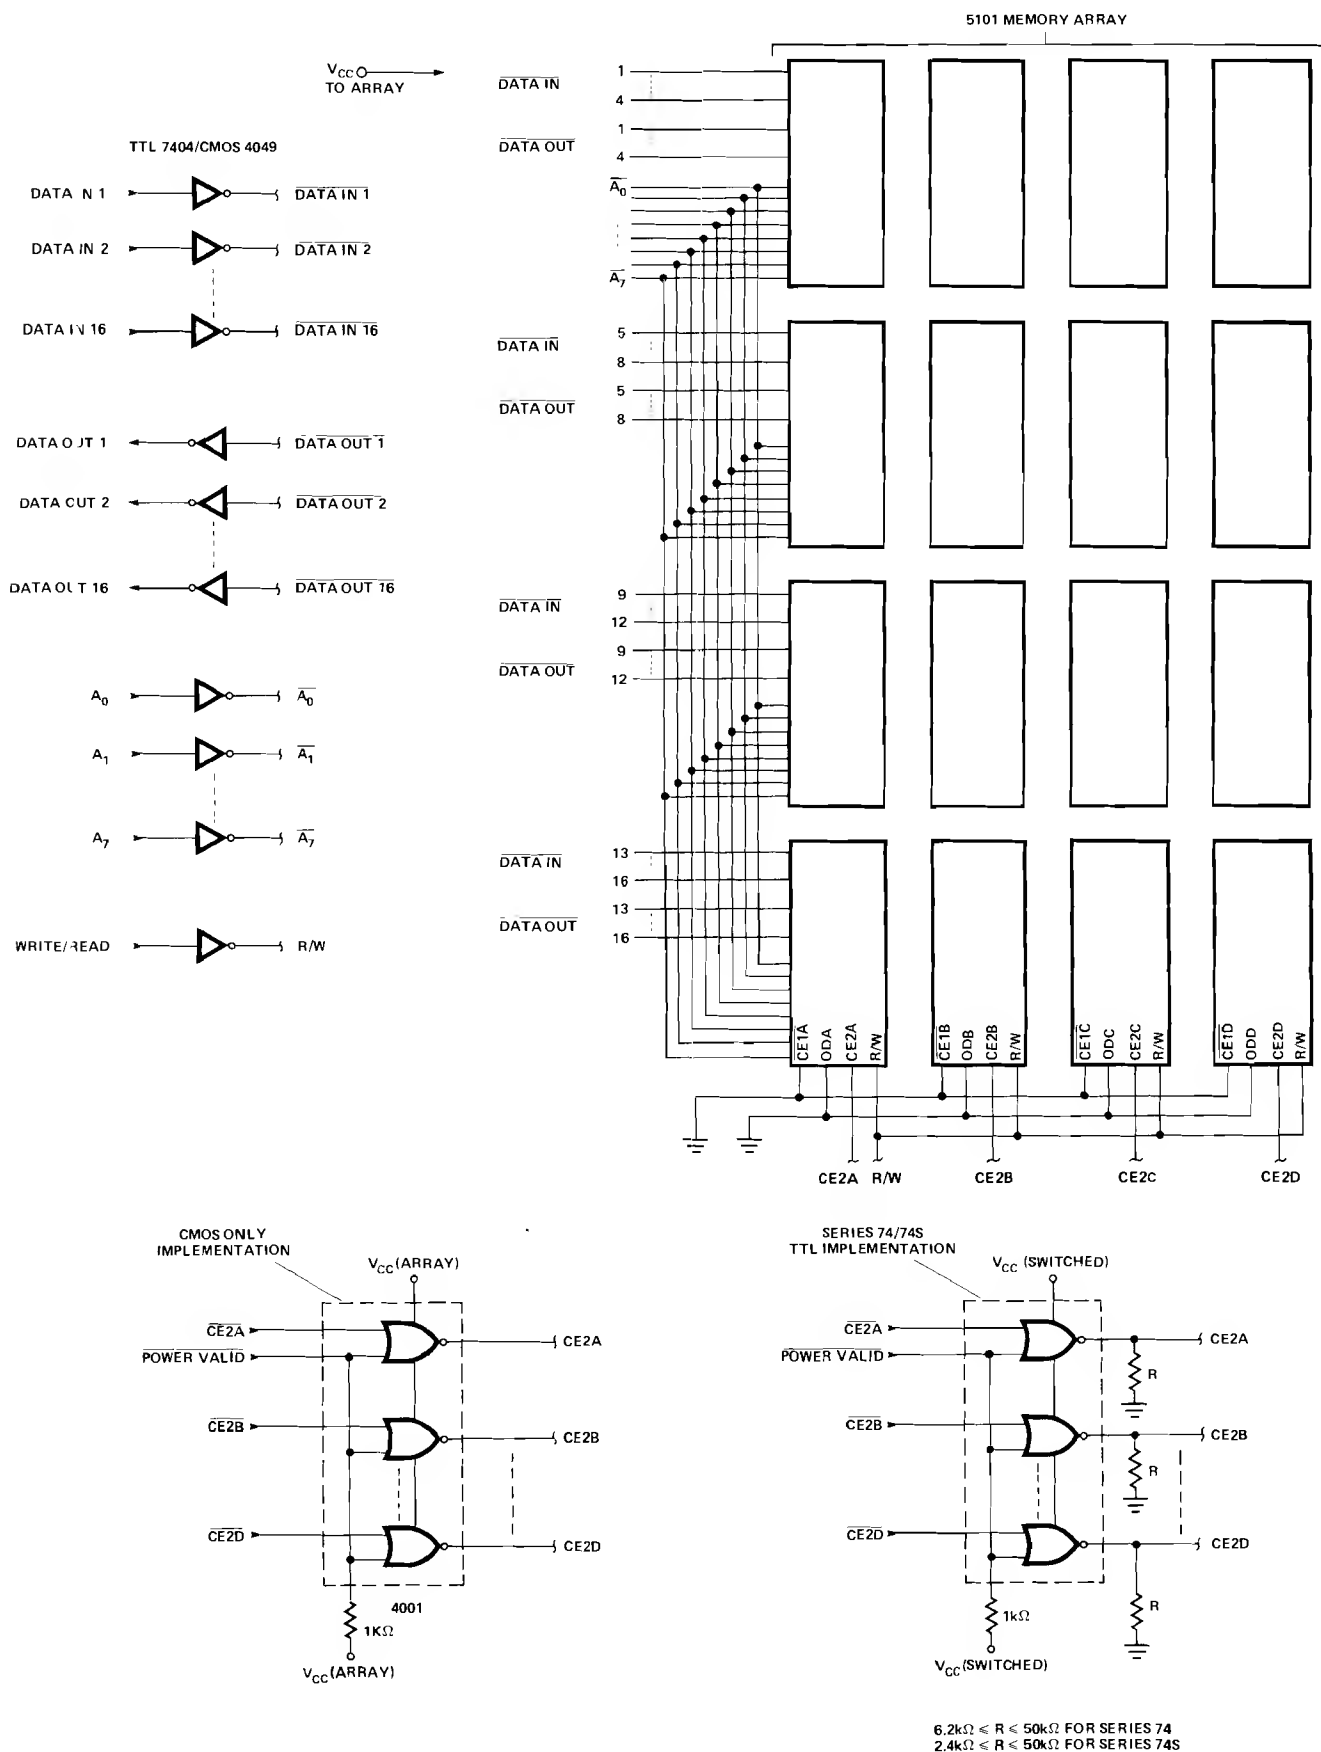 5101 MEMORY ARRAY
VCC
TO ARRAY
DATA IN
1
4
DATA OUT
1
4
A0
A7
TTL 7404/CMOS 4049
DATA IN 1
DATA IN 1
DATA IN 2
DATA IN 2
DATA IN 16
DATA IN 16
DATA IN
5
8
DATA OUT
5
8
DATA OUT 1
DATA OUT 1
DATA OUT 2
DATA OUT 2
DATA OUT 16
DATA OUT 16
DATA IN
9
12
DATA OUT
9
12
A0
A0
A1
A1
A7
A7
DATA IN
13
16
DATA OUT
13
16
WRITE/READ
R/W
CE1A ODA CE2A R/W
CE1B ODB CE2B R/W
CE1C ODC CE2C R/W
CE1D ODD CE2D R/W
CE2A R/W CE2B CE2C CE2D
CMOS ONLY
IMPLEMENTATION
VCC (ARRAY)
CE2A
CE2A
POWER VALID
CE2B
CE2B
CE2D
CE2D
4001
1KΩ
VCC (ARRAY)
SERIES 74/74S
TTL IMPLEMENTATION
VCC (SWITCHED)
CE2A
CE2A
POWER VALID
R
CE2B
CE2B
R
CE2D
CE2D
1kΩ
R
VCC (SWITCHED)
6.2kΩ ≤ R ≤ 50kΩ FOR SERIES 74
2.4kΩ ≤ R ≤ 50kΩ FOR SERIES 74S